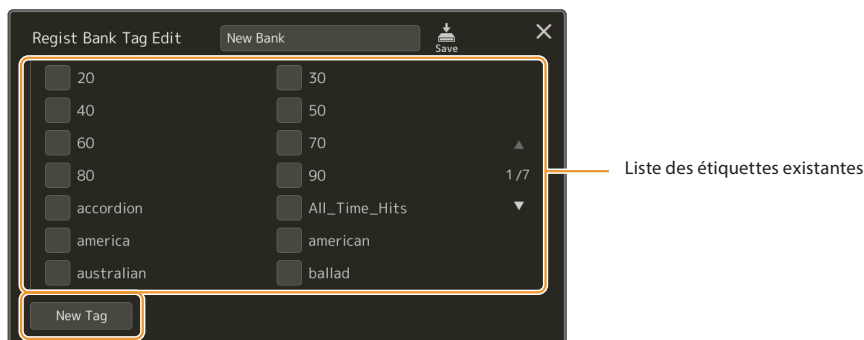 Regist Bank Tag Edit New Bank Save
20 30
40 50
60 70
80 90 1/7
accordion All_Time_Hits
america american
australian ballad
New Tag
Liste des étiquettes existantes